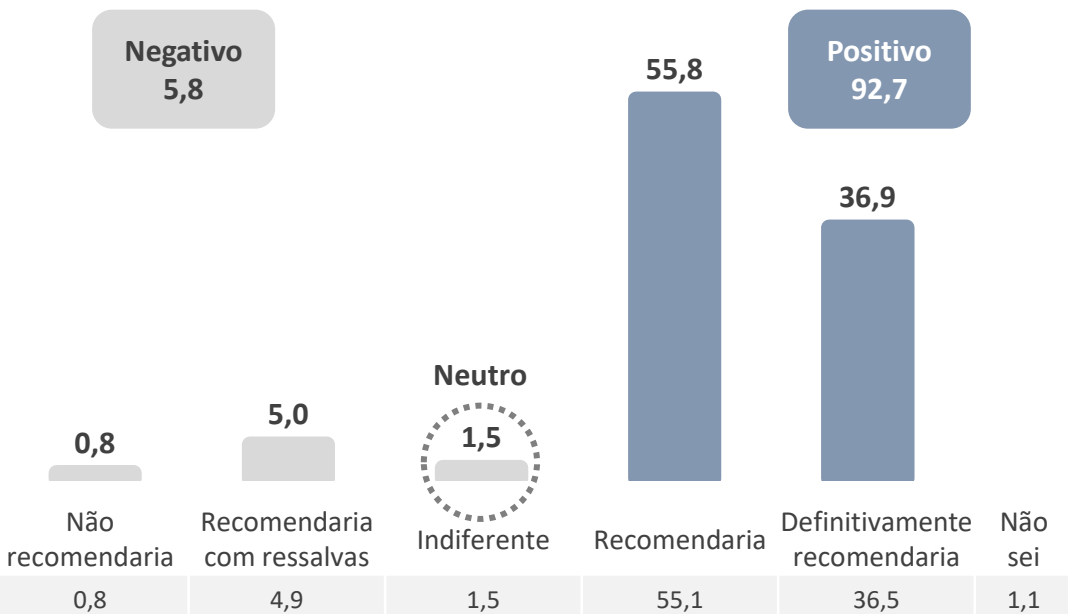 Negativo
5,8
Positivo
92,7
55,8
36,9
Neutro
5,0
1,5
0,8
Não
recomendaria
Recomendaria
com ressalvas
Indiferente
Recomendaria
Definitivamente
recomendaria
Não
sei
0,8 4,9 1,5 55,1 36,5 1,1